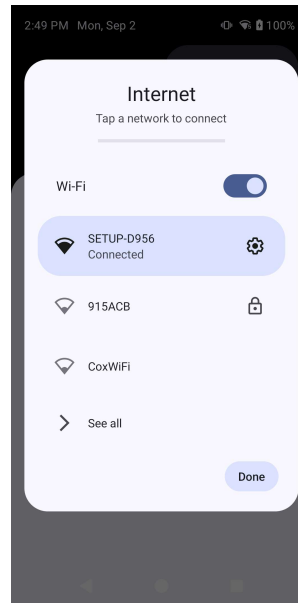 2:49 PM Mon, Sep 2 100%
Internet
Tap a network to connect
Wi-Fi
SETUP-D956
Connected
915ACB
CoxWiFi
See all
Done